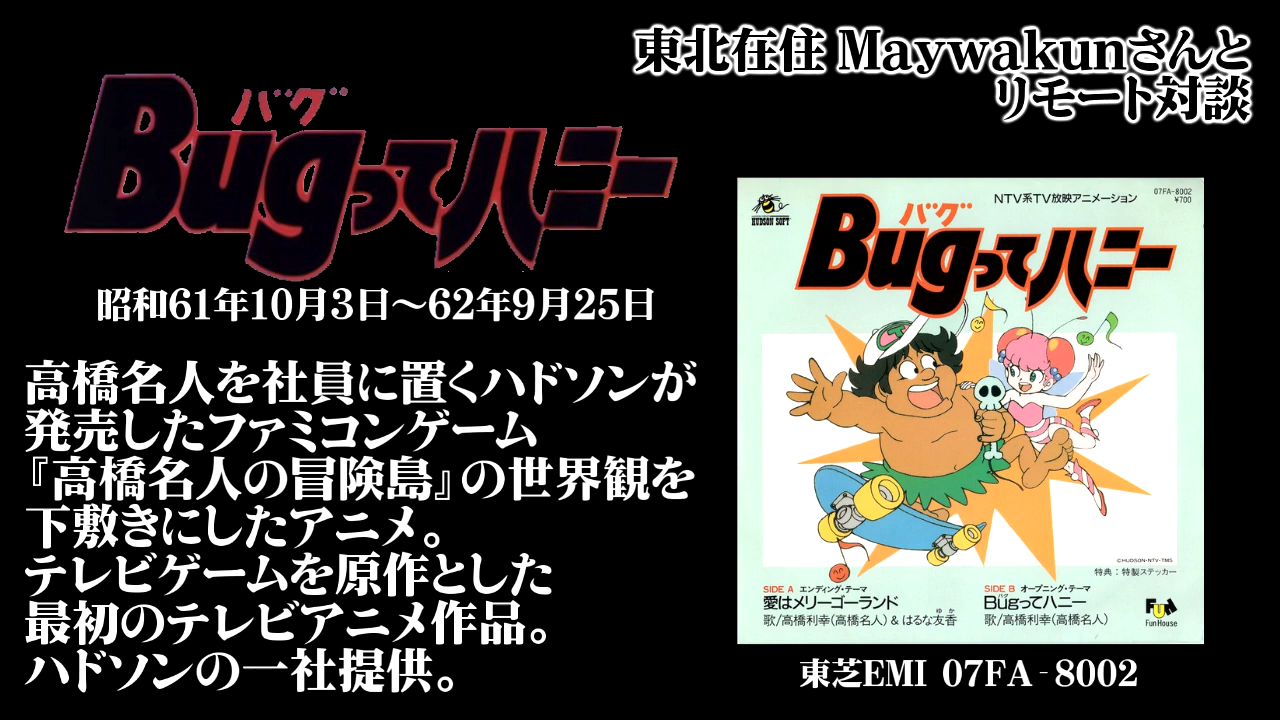 東北在住 Maywakunさんと
リモート対談
バグ
Bugってハニー
昭和61年10月3日～62年9月25日
高橋名人を社員に置くハドソンが
発売したファミコンゲーム
『高橋名人の冒険島』の世界観を
下敷きにしたアニメ。
テレビゲームを原作とした
最初のテレビアニメ作品。
ハドソンの一社提供。
HUDSON SOFT
NTV系TV放映アニメーション
07FA-8002
¥700
バグ
Bugってハニー
©HUDSON・NTV・TMS
特典：特製ステッカー
SIDE A エンディング・テーマ
愛はメリーゴーランド
ゆか
歌/高橋利幸(高橋名人)&はるな友香
SIDE B オープニング・テーマ
バグ
Bugってハニー
歌/高橋利幸(高橋名人)
FUN
FunHouse
東芝EMI 07FA-8002